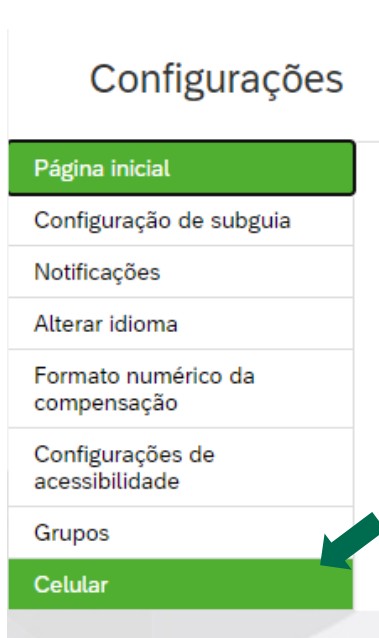 Configurações
Página inicial
Configuração de subguia
Notificações
Alterar idioma
Formato numérico da
compensação
Configurações de
acessibilidade
Grupos
Celular